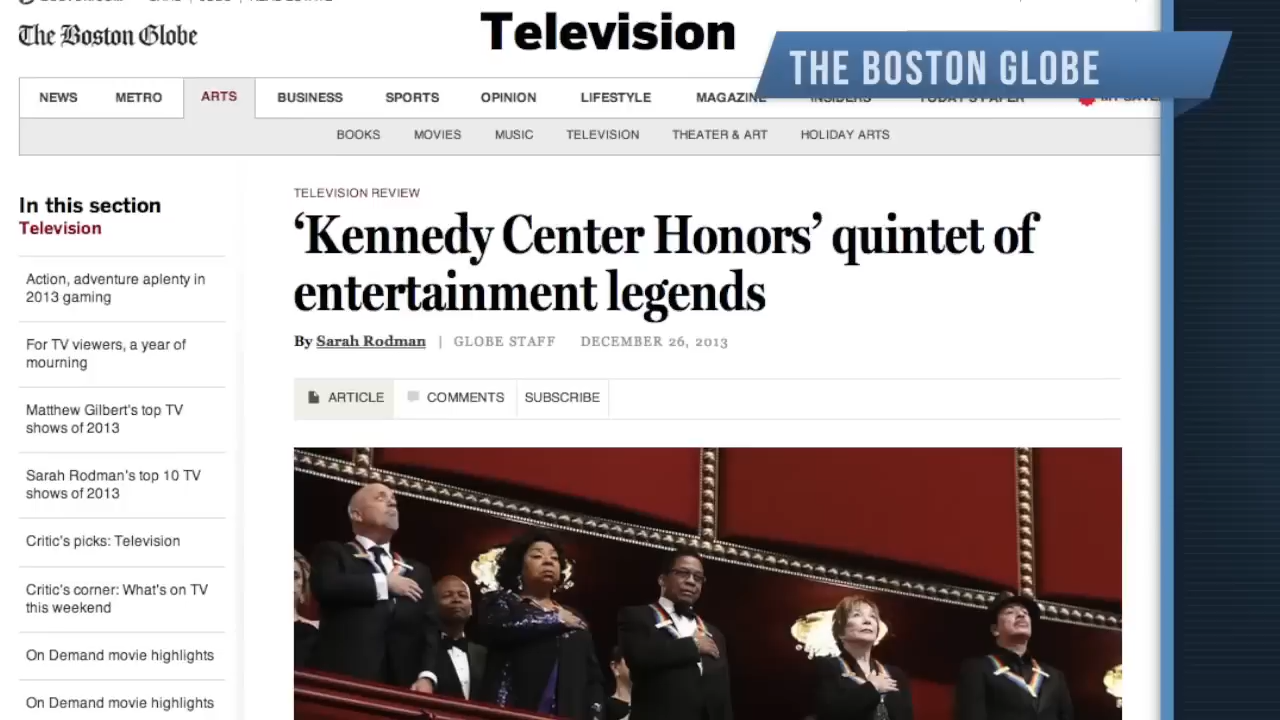 The Boston Globe
Television
THE BOSTON GLOBE
NEWS METRO ARTS BUSINESS SPORTS OPINION LIFESTYLE MAGAZINE
BOOKS MOVIES MUSIC TELEVISION THEATER & ART HOLIDAY ARTS
In this section
Television
Action, adventure aplenty in
2013 gaming
For TV viewers, a year of
mourning
Matthew Gilbert's top TV
shows of 2013
Sarah Rodman's top 10 TV
shows of 2013
Critic's picks: Television
Critic's corner: What's on TV
this weekend
On Demand movie highlights
On Demand movie highlights
TELEVISION REVIEW
‘Kennedy Center Honors’ quintet of
entertainment legends
By Sarah Rodman | GLOBE STAFF DECEMBER 26, 2013
ARTICLE COMMENTS SUBSCRIBE